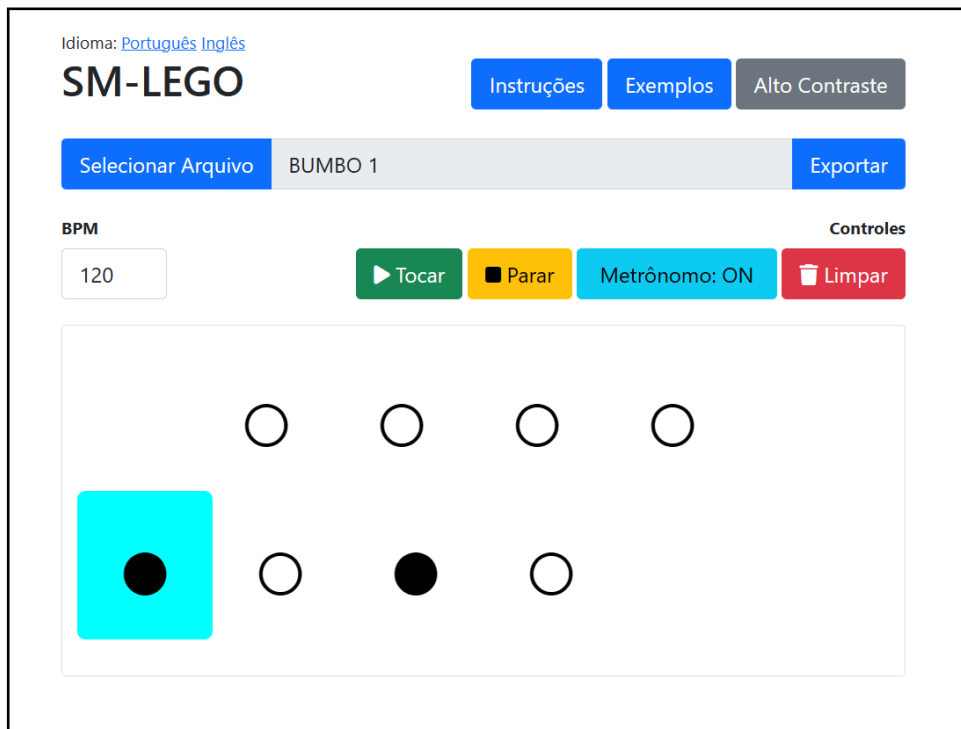 Idioma: Português Inglês
SM-LEGO
Instruções Exemplos Alto Contraste
Selecionar Arquivo BUMBO 1 Exportar
BPM Controles
120 Tocar Parar Metrônomo: ON Limpar